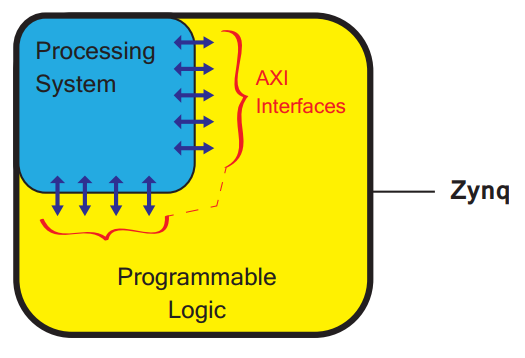 Processing
System
AXI
Interfaces
Zynq
Programmable
Logic